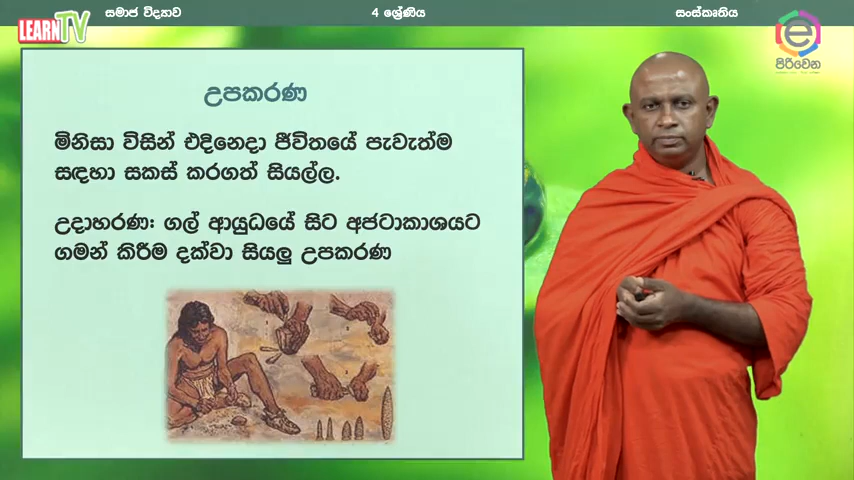 සමාජ විද්‍යාව
4 ශ්‍රේණිය
සංස්කෘතිය
LEARN TV
e
පිරිවෙන
උපකරණ
මිනිසා විසින් එදිනෙදා ජීවිතයේ පැවැත්ම
සඳහා සකස් කරගත් සියල්ල.
උදාහරණ: ගල් ආයුධයේ සිට අජටාකාශයට
ගමන් කිරීම දක්වා සියලු උපකරණ